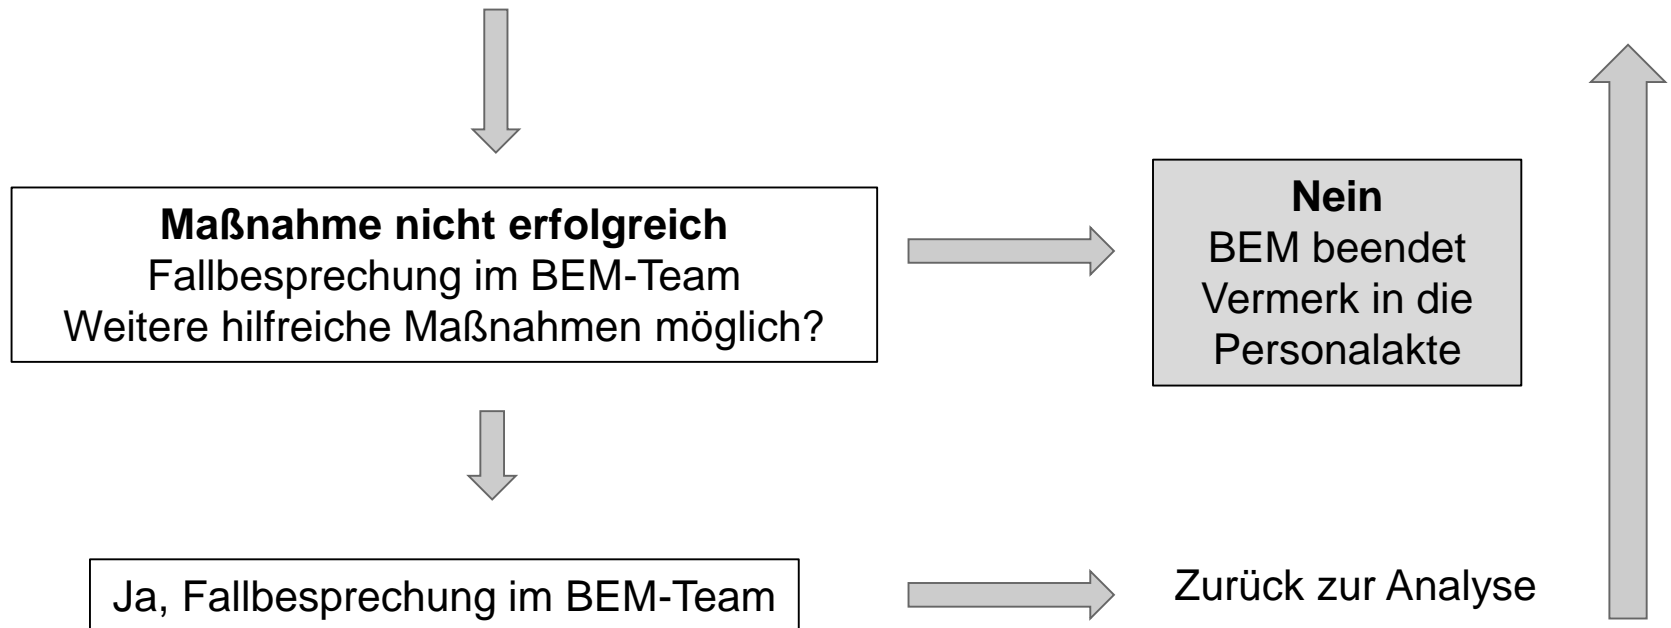 Maßnahme nicht erfolgreich
Fallbesprechung im BEM-Team
Weitere hilfreiche Maßnahmen möglich?
Nein
BEM beendet
Vermerk in die
Personalakte
Ja, Fallbesprechung im BEM-Team
Zurück zur Analyse